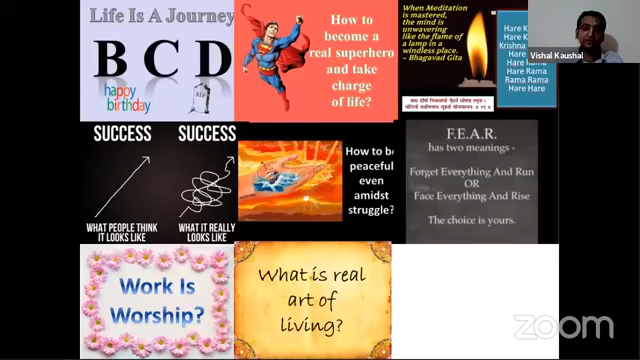 Life Is A Journey
B C D
happy
birthday
How to
become a
real superhero
and take
charge
of life?
When Meditation
is mastered,
the mind is
unwavering
like the flame of
a lamp in a
windless place.
~ Bhagavad Gita
Hare
Hare
Krishna
Hare
Hare Rama
Rama Rama
Hare Hare
Vishal Kaushal
SUCCESS
WHAT PEOPLE THINK
IT LOOKS LIKE
SUCCESS
WHAT IT REALLY
LOOKS LIKE
How to be
peaceful
even
amidst
struggle?
F.E.A.R.
has two meanings -
Forget Everything And Run
OR
Face Everything And Rise
The choice is yours.
Work Is
Worship?
What is real
art of
living?
zoom